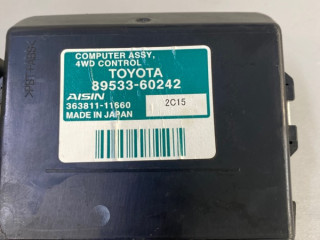 COMPUTER ASSY,
4WD CONTROL
TOYOTA
89533-60242
AISIN
363811-11660 2C15
MADE IN JAPAN